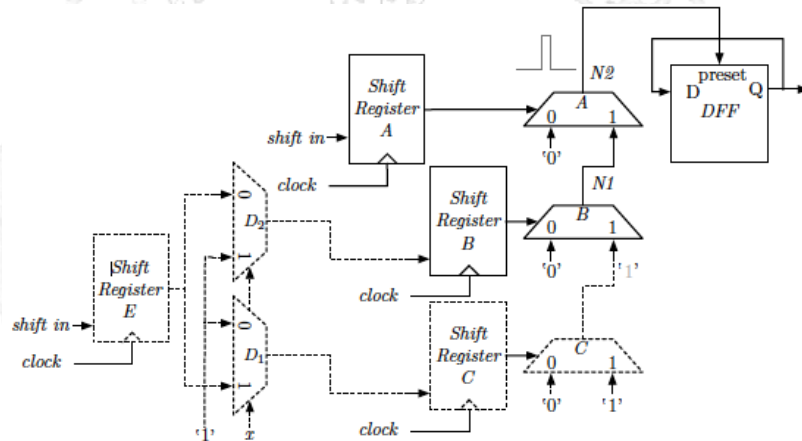 N2
preset
D
Q
DFF
Shift
Register
A
A
0
1
shift in
'0'
clock
N1
Shift
Register
B
B
0
1
'0'
'1'
clock
0
D2
1
Shift
Register
E
shift in
clock
0
D1
1
Shift
Register
C
C
0
1
'0'
'1'
clock
'1'
x